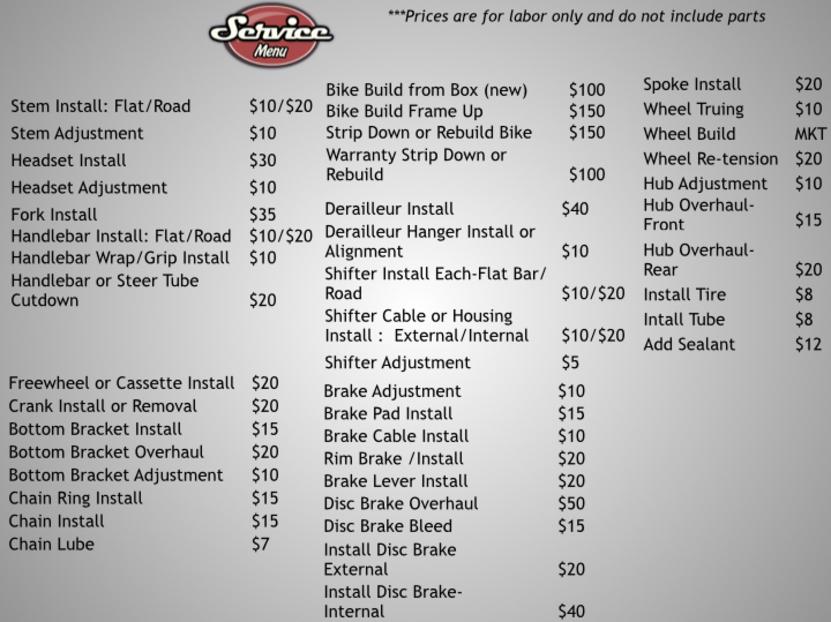 Service
Menu
***Prices are for labor only and do not include parts
Stem Install: Flat/Road $10/$20
Stem Adjustment $10
Headset Install $30
Headset Adjustment $10
Fork Install $35
Handlebar Install: Flat/Road $10/$20
Handlebar Wrap/Grip Install $10
Handlebar or Steer Tube
Cutdown $20
Freewheel or Cassette Install $20
Crank Install or Removal $20
Bottom Bracket Install $15
Bottom Bracket Overhaul $20
Bottom Bracket Adjustment $10
Chain Ring Install $15
Chain Install $15
Chain Lube $7
Bike Build from Box (new) $100
Bike Build Frame Up $150
Strip Down or Rebuild Bike $150
Warranty Strip Down or
Rebuild $100
Derailleur Install $40
Derailleur Hanger Install or
Alignment $10
Shifter Install Each-Flat Bar/
Road $10/$20
Shifter Cable or Housing
Install : External/Internal $10/$20
Shifter Adjustment $5
Brake Adjustment $10
Brake Pad Install $15
Brake Cable Install $10
Rim Brake /Install $20
Brake Lever Install $20
Disc Brake Overhaul $50
Disc Brake Bleed $15
Install Disc Brake
External $20
Install Disc Brake-
Internal $40
Spoke Install $20
Wheel Truing $10
Wheel Build MKT
Wheel Re-tension $20
Hub Adjustment $10
Hub Overhaul-
Front $15
Hub Overhaul-
Rear $20
Install Tire $8
Intall Tube $8
Add Sealant $12